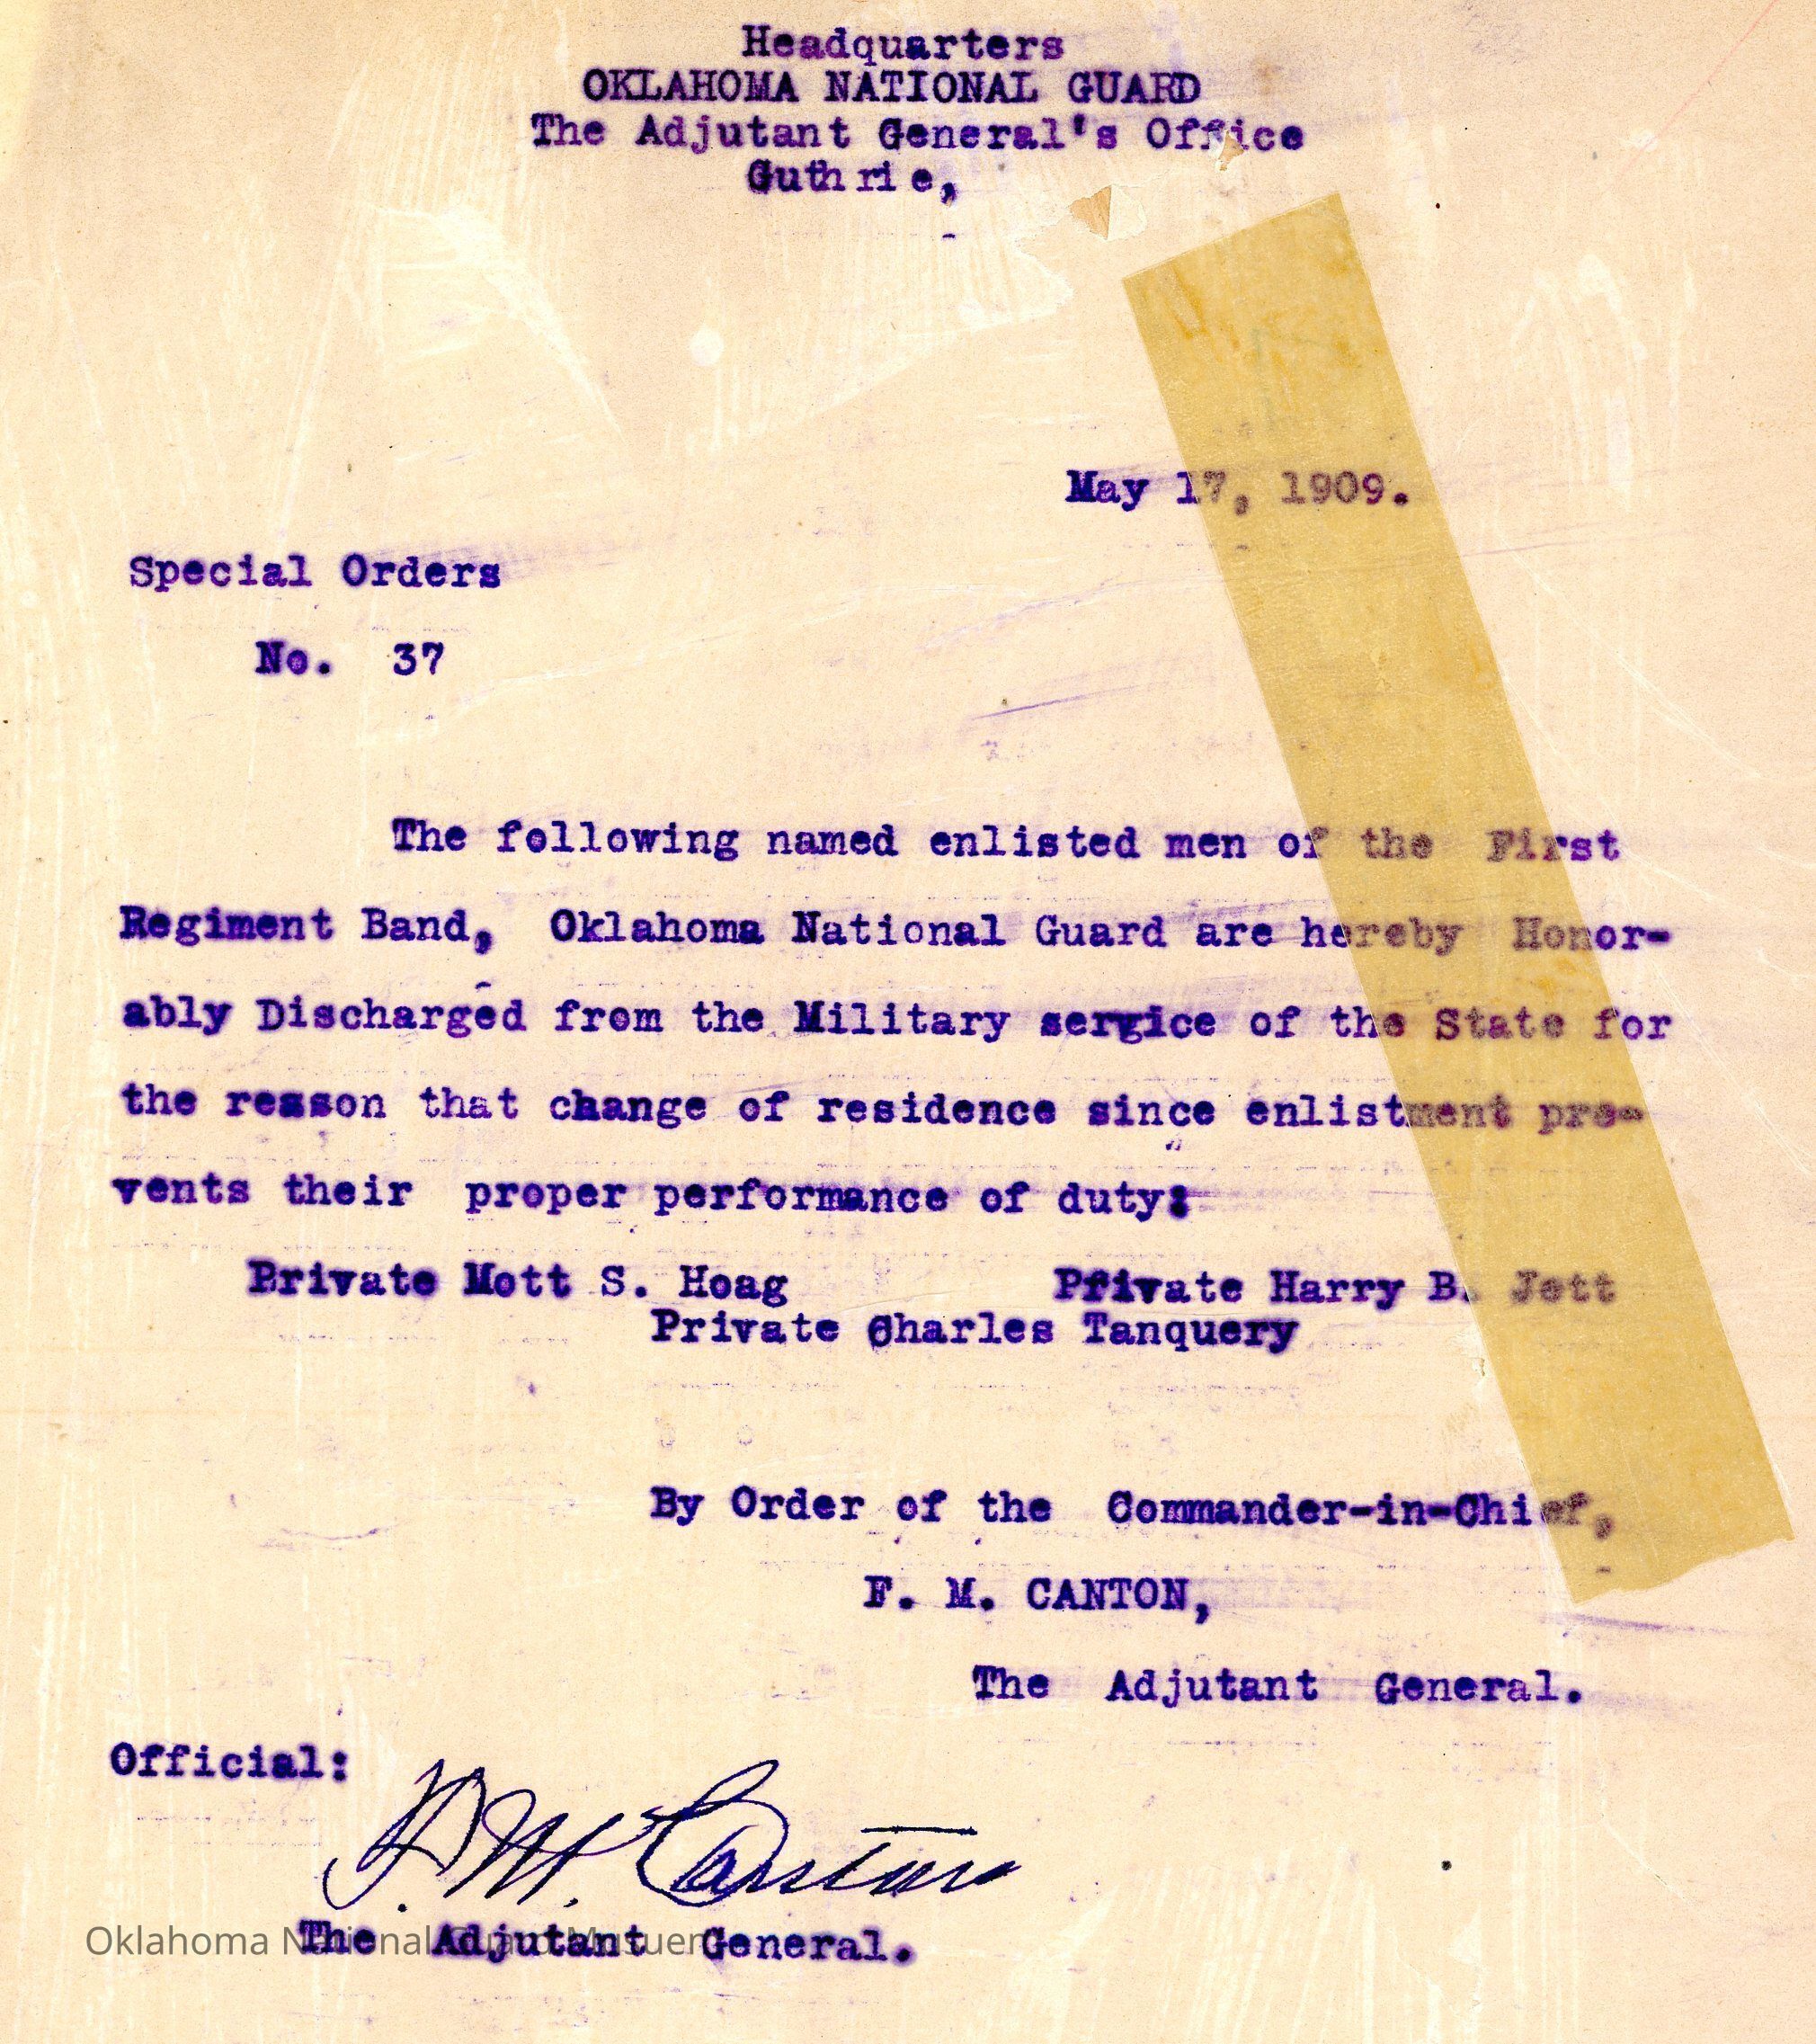 Headquarters
OKLAHOMA NATIONAL GUARD
The Adjutant General's Office
Guthrie,
May 17, 1909.
Special Orders
No. 37
The following named enlisted men of the First
Regiment Band, Oklahoma National Guard are hereby Honor-
ably Discharged from the Military sergice of the State for
the reason that change of residence since enlistment pre-
vents their proper performance of duty:
Private Mott S. Hoag Private Harry B. Jett
Private Charles Tanquery
By Order of the Commander-in-Chief,
F. M. CANTON,
The Adjutant General.
Official:
F. M. Canton
The Adjutant General.
Oklahoma National Guard Museum